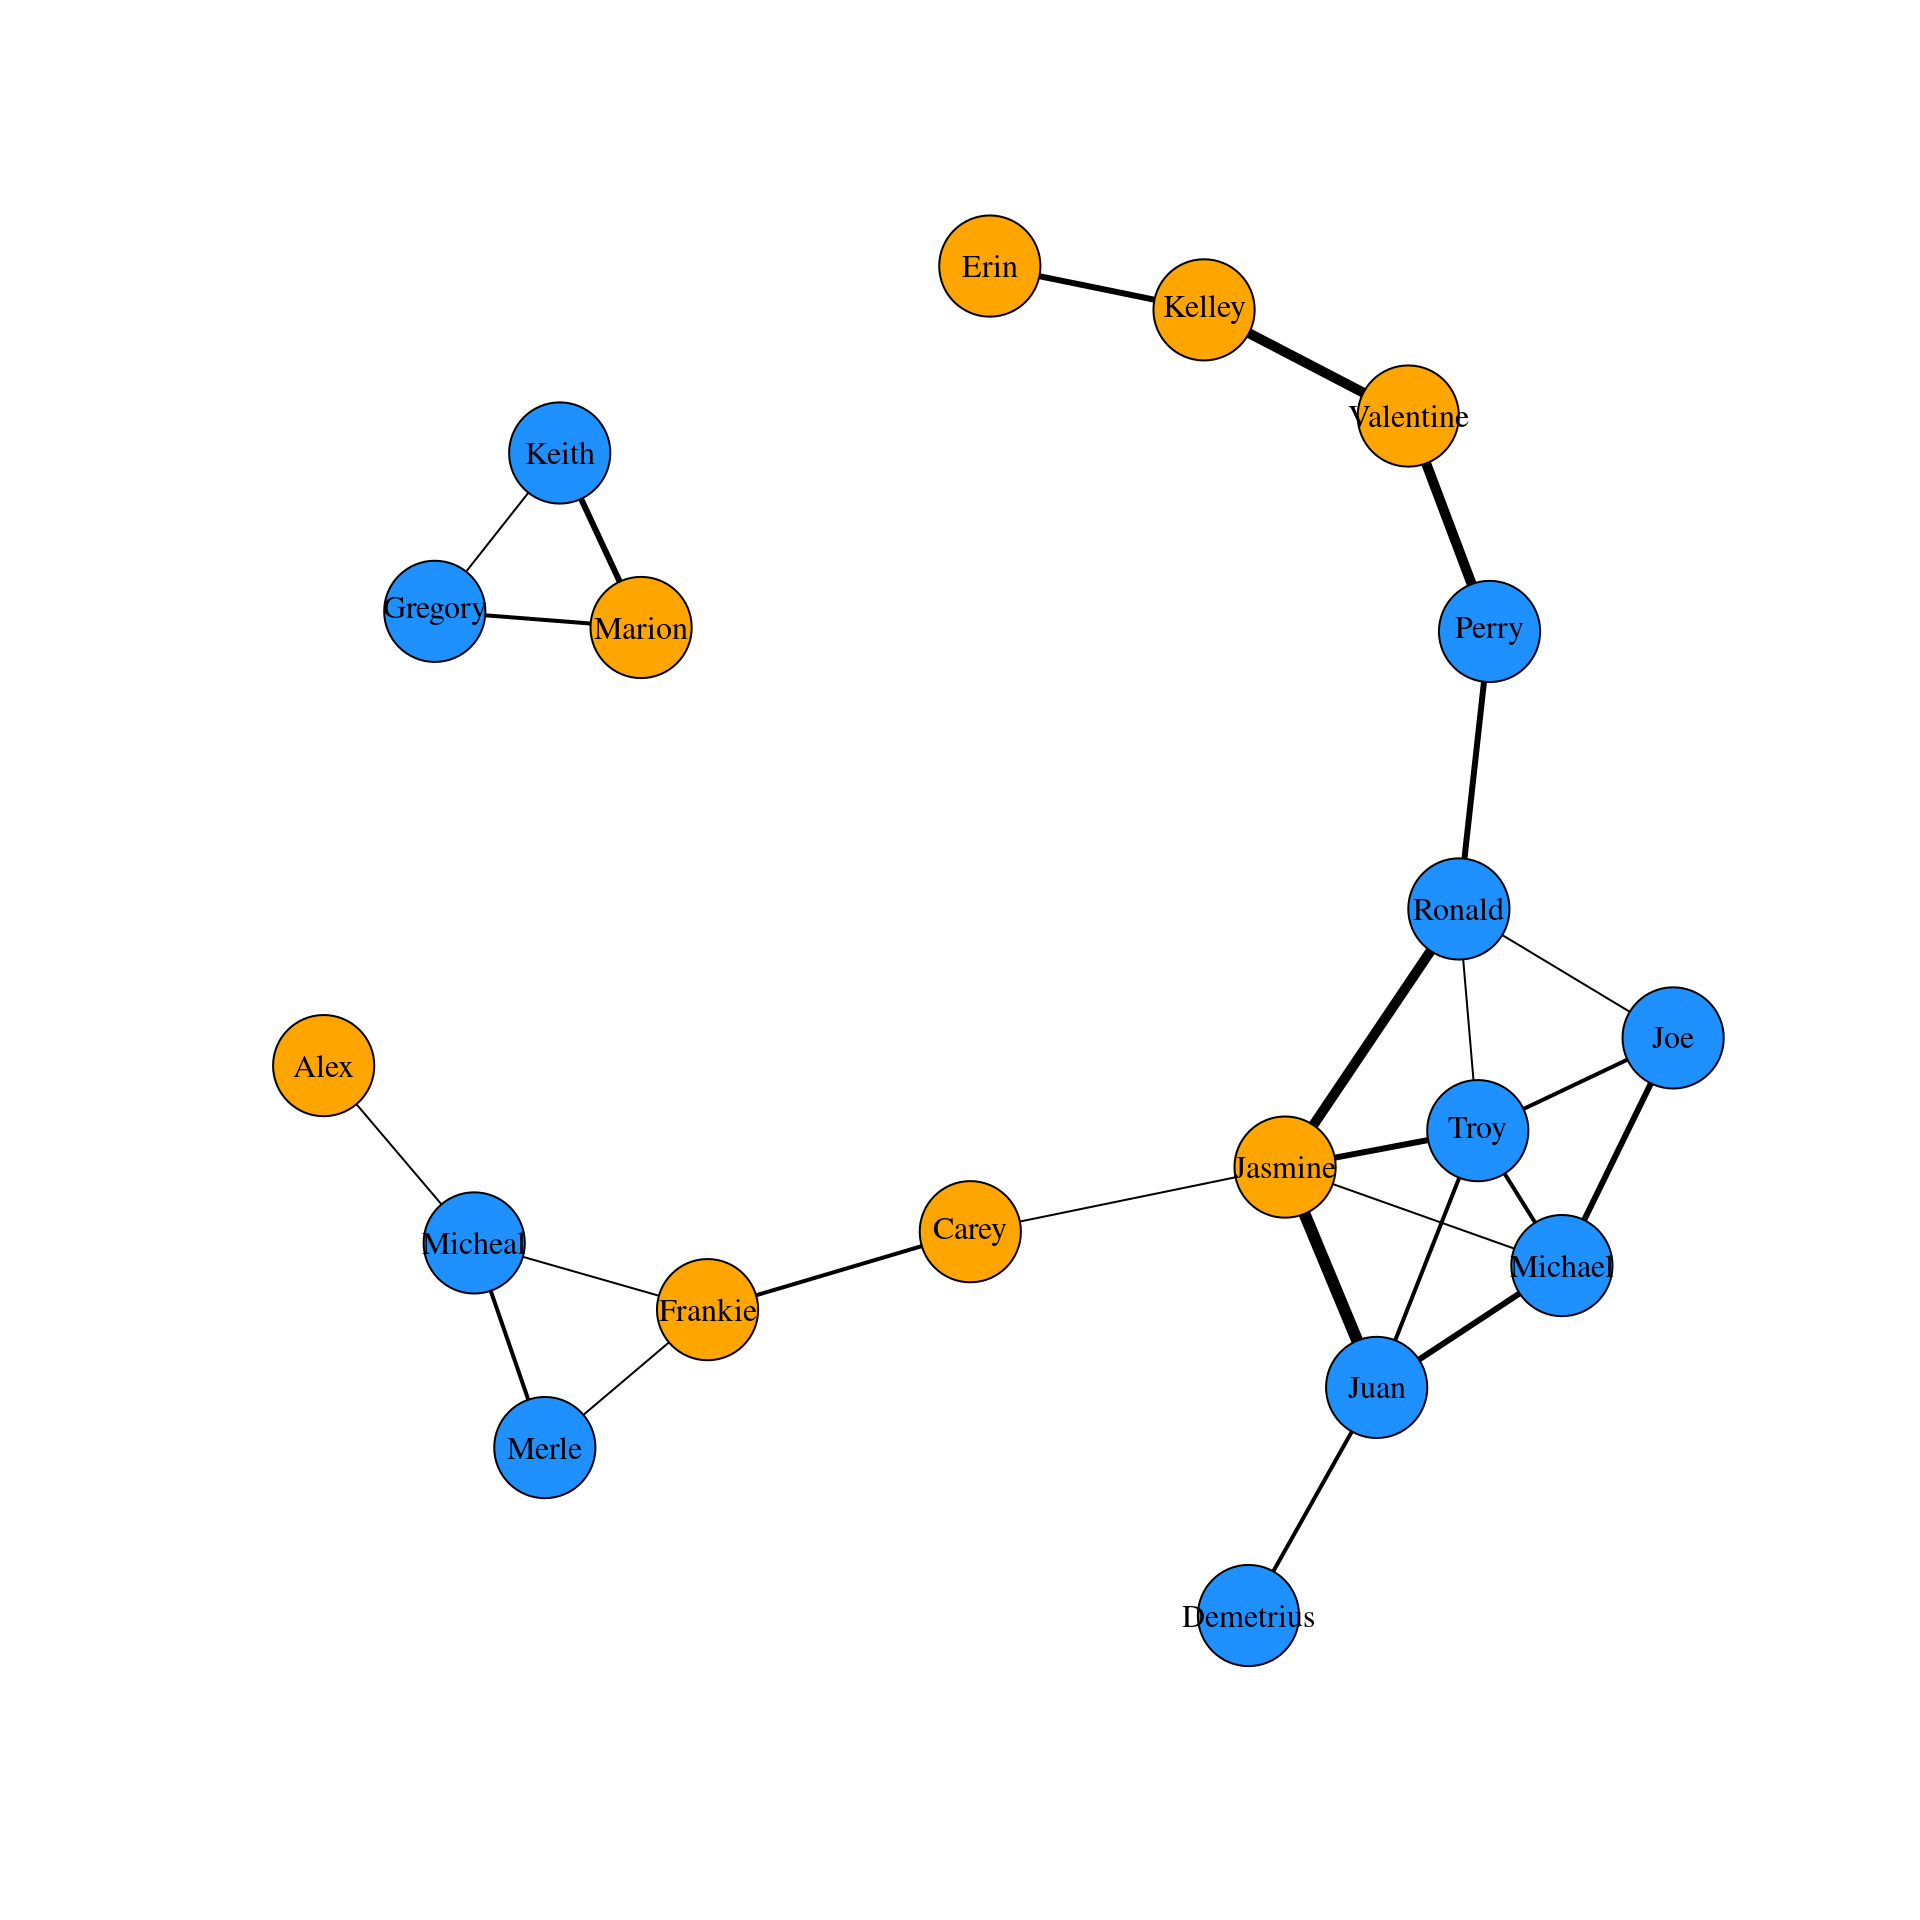 Erin
Kelley
Valentine
Keith
Gregory
Marion
Perry
Ronald
Joe
Alex
Troy
Jasmine
Carey
Micheal
Michael
Frankie
Juan
Merle
Demetrius